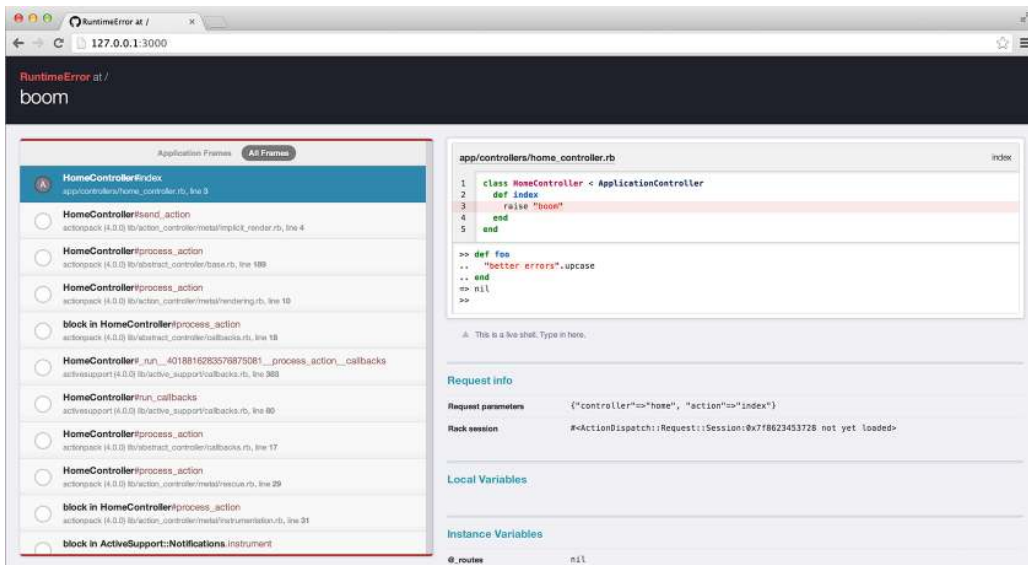 RuntimeError at /
127.0.0.1:3000
RuntimeError at /
boom
Application Frames All Frames
HomeController#index
app/controllers/home_controller.rb, line 3
HomeController#send_action
actionpack (4.0.0) lib/action_controller/metal/implicit_render.rb, line 4
HomeController#process_action
actionpack (4.0.0) lib/abstract_controller/base.rb, line 189
HomeController#process_action
actionpack (4.0.0) lib/action_controller/metal/rendering.rb, line 10
block in HomeController#process_action
actionpack (4.0.0) lib/abstract_controller/callbacks.rb, line 18
HomeController#_run__4018816283576875081__process_action__callbacks
activesupport (4.0.0) lib/active_support/callbacks.rb, line
HomeController#run_callbacks
activesupport (4.0.0) lib/active_support/callbacks.rb, line 80
HomeController#process_action
actionpack (4.0.0) lib/abstract_controller/callbacks.rb, line 17
HomeController#process_action
actionpack (4.0.0) lib/action_controller/metal/rescue.rb, line 29
block in HomeController#process_action
actionpack (4.0.0) lib/action_controller/metal/instrumentation.rb, line 31
block in ActiveSupport::Notifications.instrument
app/controllers/home_controller.rb index
1 class HomeController < ApplicationController
2 def index
3 raise "boom"
4 end
5 end
>> def foo
.. "better errors".upcase
.. end
=> nil
>>
This is a live shell. Type in here.
Request info
Request parameters {"controller"=>"home", "action"=>"index"}
Rack session #<ActionDispatch::Request::Session:0x7f8623453728 not yet loaded>
Local Variables
Instance Variables
@_routes nil